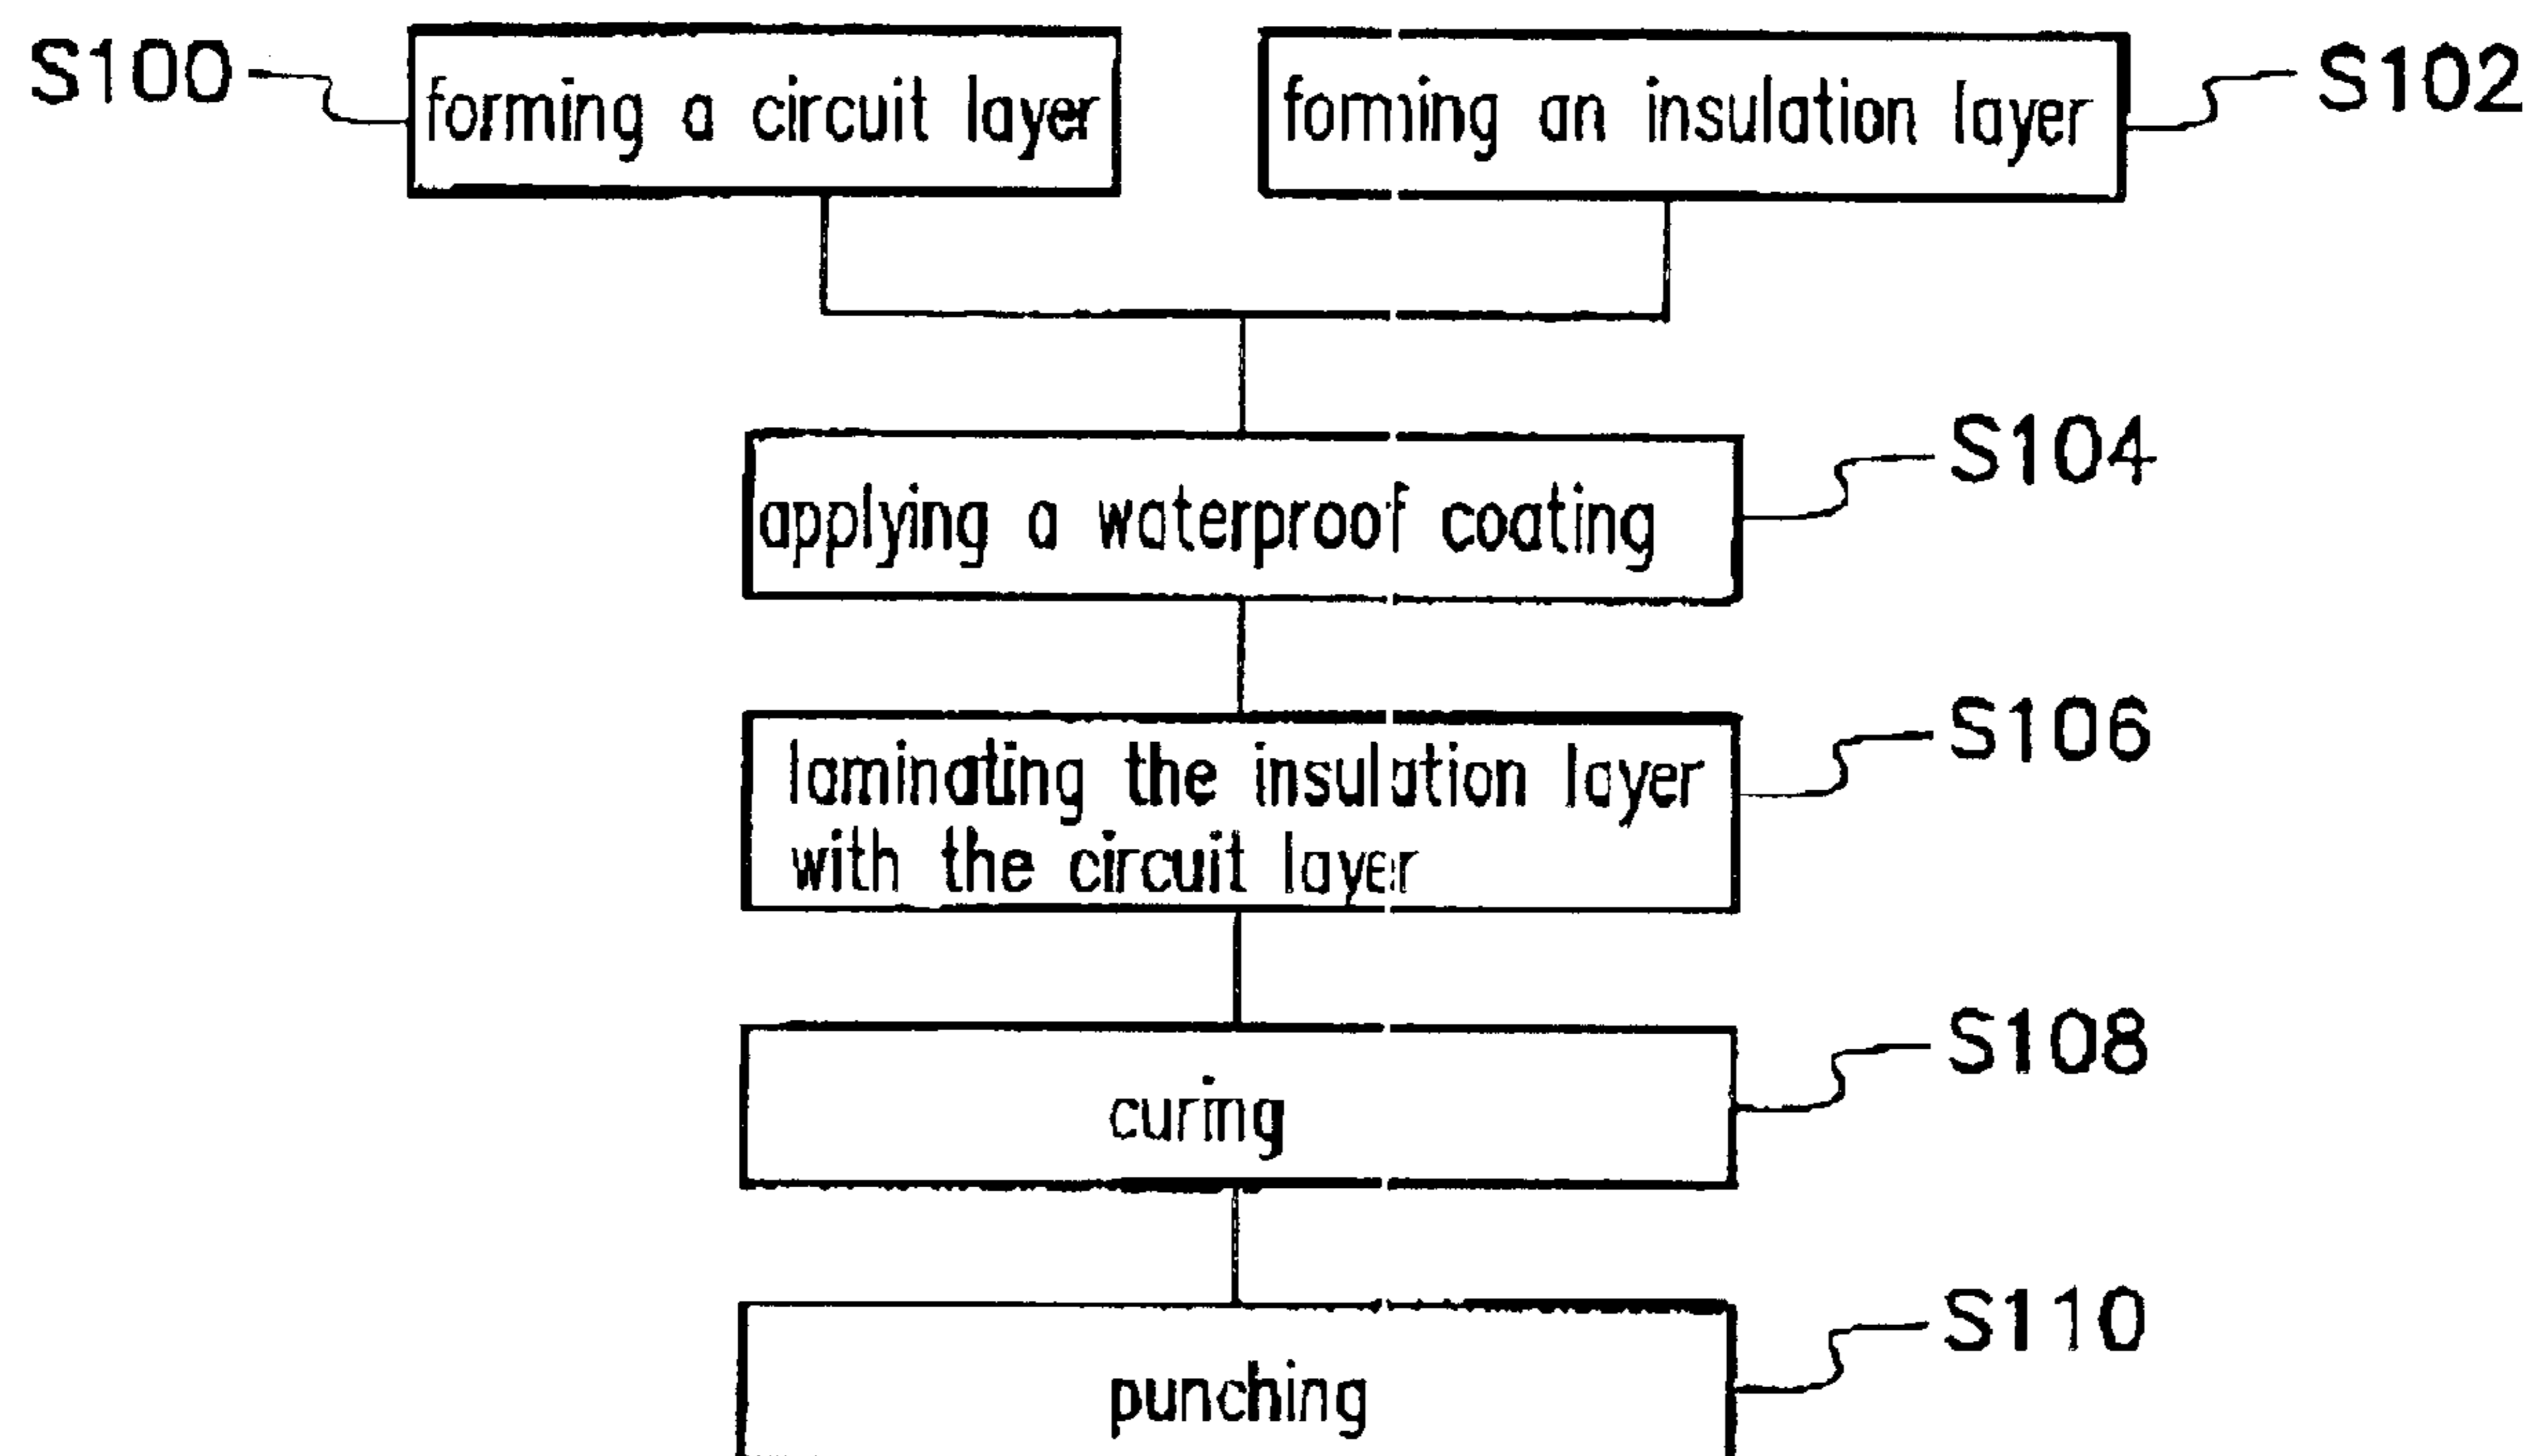 S100
forming a circuit layer
forming an insulation layer
S102
applying a waterproof coating
S104
laminating the insulation layer
with the circuit layer
S106
curing
S108
punching
S110